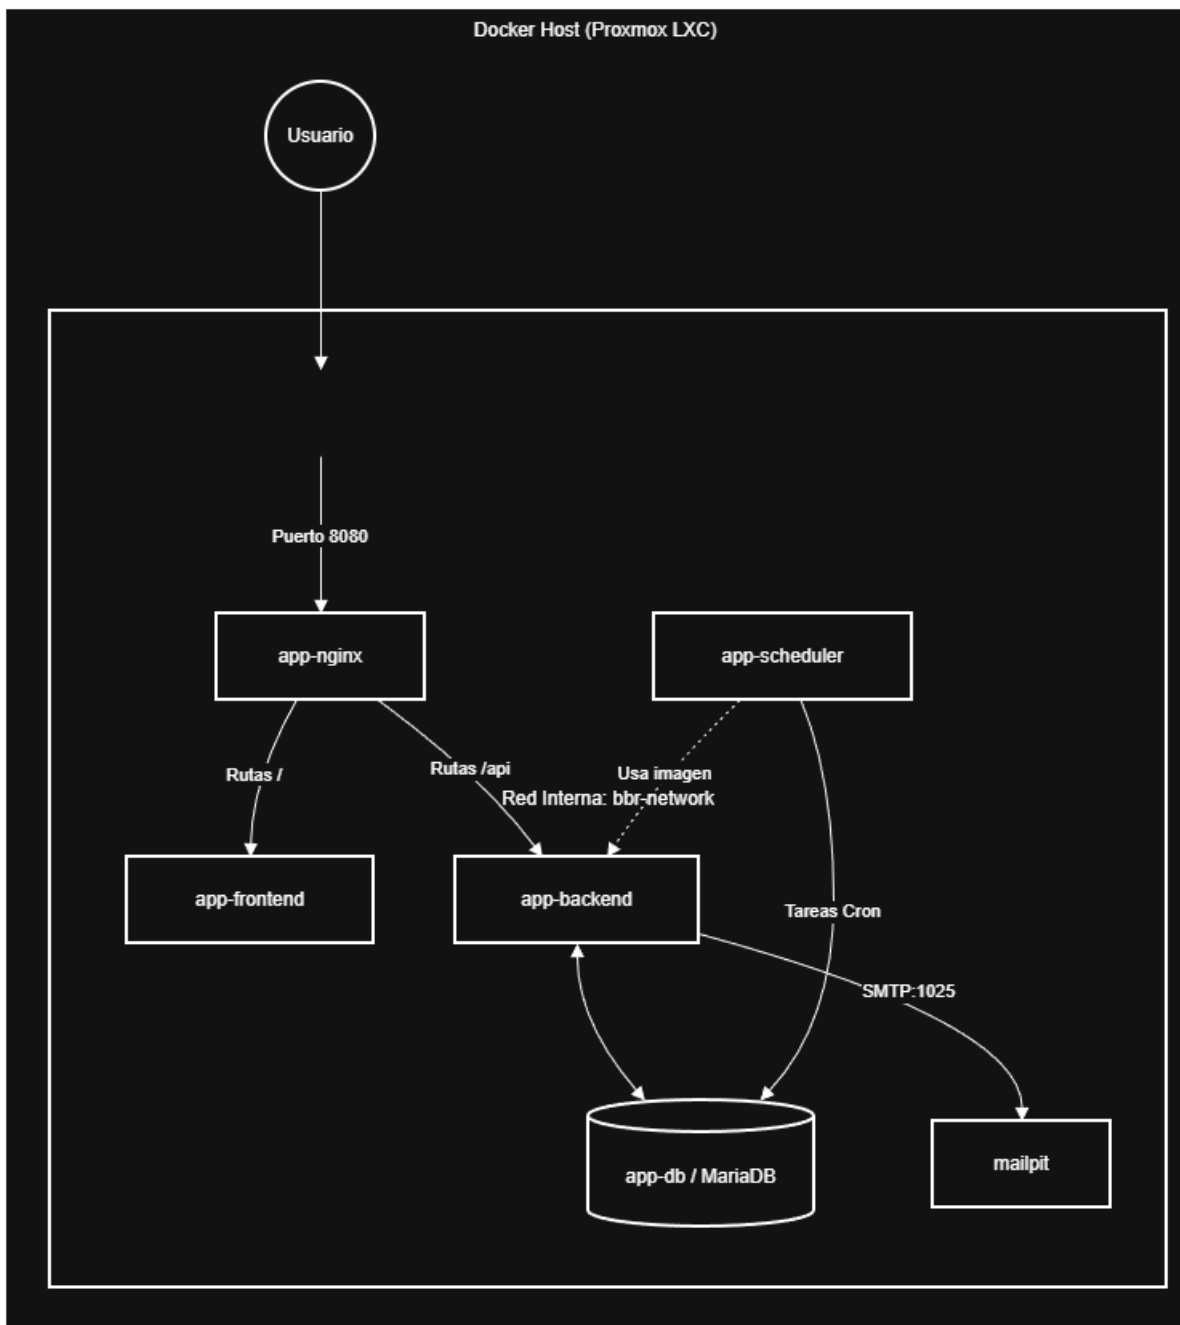 Docker Host (Proxmox LXC)
Usuario
Puerto 8080
app-nginx
app-scheduler
Rutas /
Rutas /api
Usa imagen
Red Interna: bbr-network
app-frontend
app-backend
Tareas Cron
SMTP:1025
app-db / MariaDB
mailpit